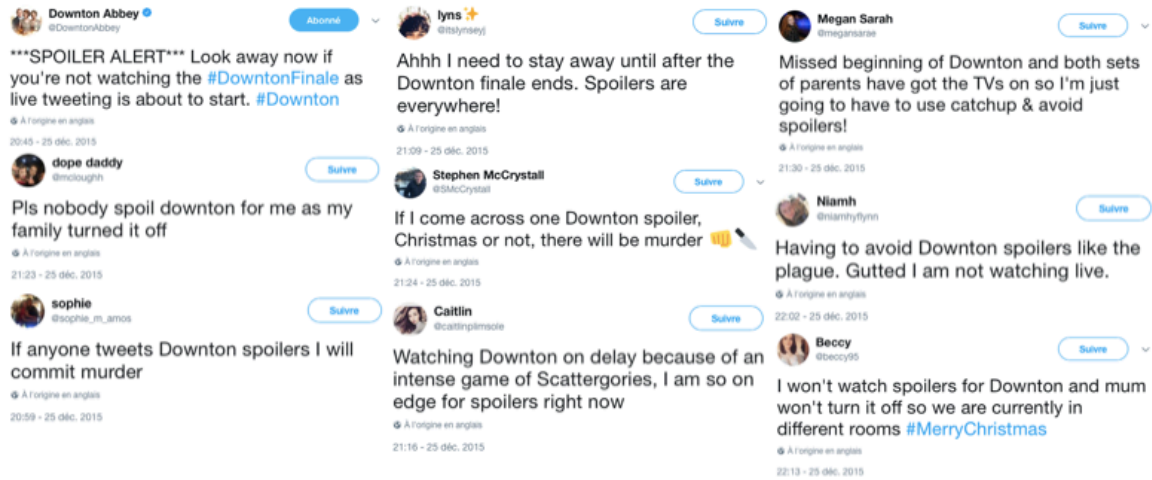 Downton Abbey
@DowntonAbbey
Abonné
***SPOILER ALERT*** Look away now if
you're not watching the #DowntonFinale as
live tweeting is about to start. #Downton
À l'origine en anglais
20:45 - 25 déc. 2015
dope daddy
@mcloughh
Suivre
Pls nobody spoil downton for me as my
family turned it off
À l'origine en anglais
21:23 - 25 déc. 2015
sophie
@sophie_m_amos
Suivre
If anyone tweets Downton spoilers I will
commit murder
À l'origine en anglais
20:59 - 25 déc. 2015
lyns ✨
@itslynseyj
Suivre
Ahhh I need to stay away until after the
Downton finale ends. Spoilers are
everywhere!
À l'origine en anglais
21:09 - 25 déc. 2015
Stephen McCrystall
@SMcCrystall
Suivre
If I come across one Downton spoiler,
Christmas or not, there will be murder 👊🔪
À l'origine en anglais
21:24 - 25 déc. 2015
Caitlin
@caitlinplimsole
Suivre
Watching Downton on delay because of an
intense game of Scattergories, I am so on
edge for spoilers right now
À l'origine en anglais
21:16 - 25 déc. 2015
Megan Sarah
@megansarae
Suivre
Missed beginning of Downton and both sets
of parents have got the TVs on so I'm just
going to have to use catchup & avoid
spoilers!
À l'origine en anglais
21:30 - 25 déc. 2015
Niamh
@niamhyflynn
Suivre
Having to avoid Downton spoilers like the
plague. Gutted I am not watching live.
À l'origine en anglais
22:02 - 25 déc. 2015
Beccy
@beccy95
Suivre
I won't watch spoilers for Downton and mum
won't turn it off so we are currently in
different rooms #MerryChristmas
À l'origine en anglais
22:13 - 25 déc. 2015